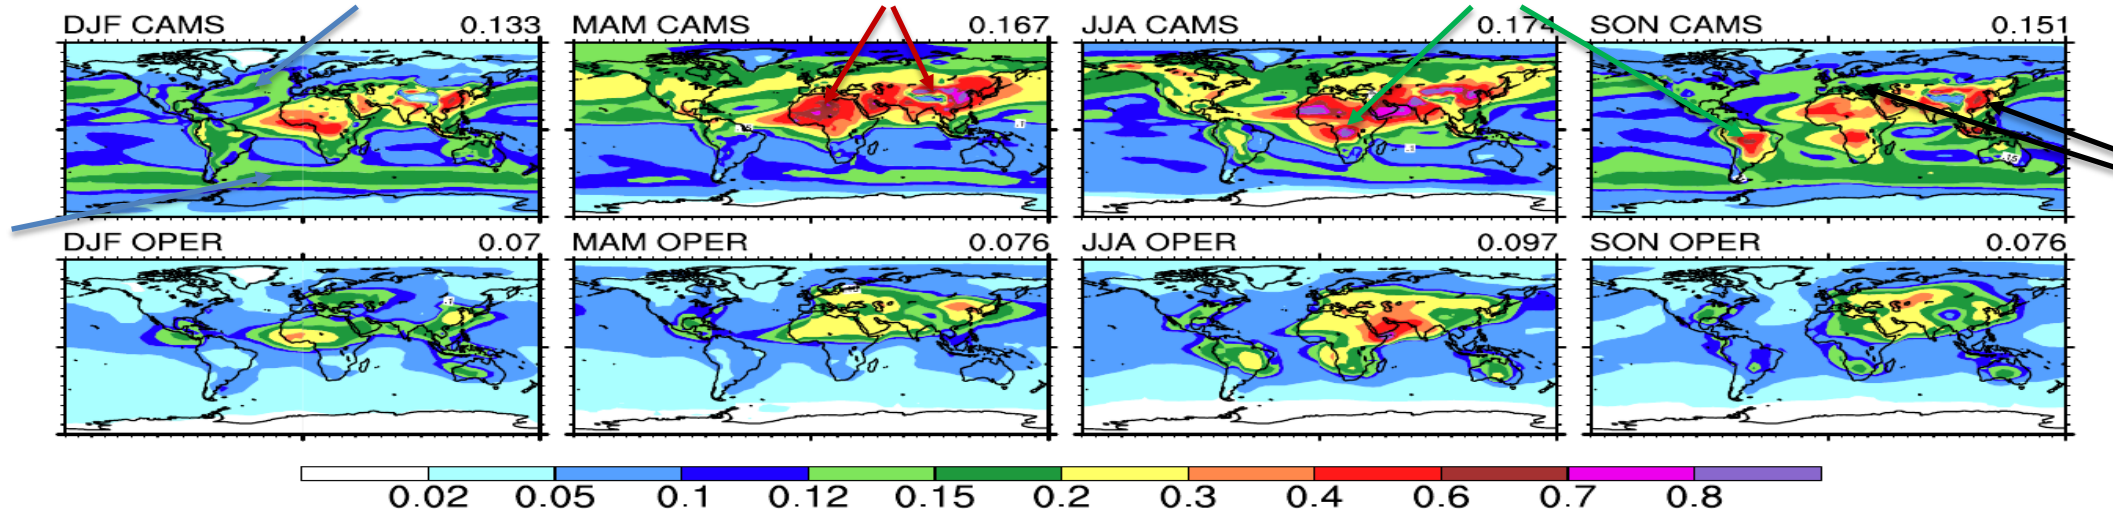 DJF CAMS 0.133 MAM CAMS 0.167 JJA CAMS 0.174 SON CAMS 0.151
DJF OPER 0.07 MAM OPER 0.076 JJA OPER 0.097 SON OPER 0.076
0.02 0.05 0.1 0.12 0.15 0.2 0.3 0.4 0.6 0.7 0.8